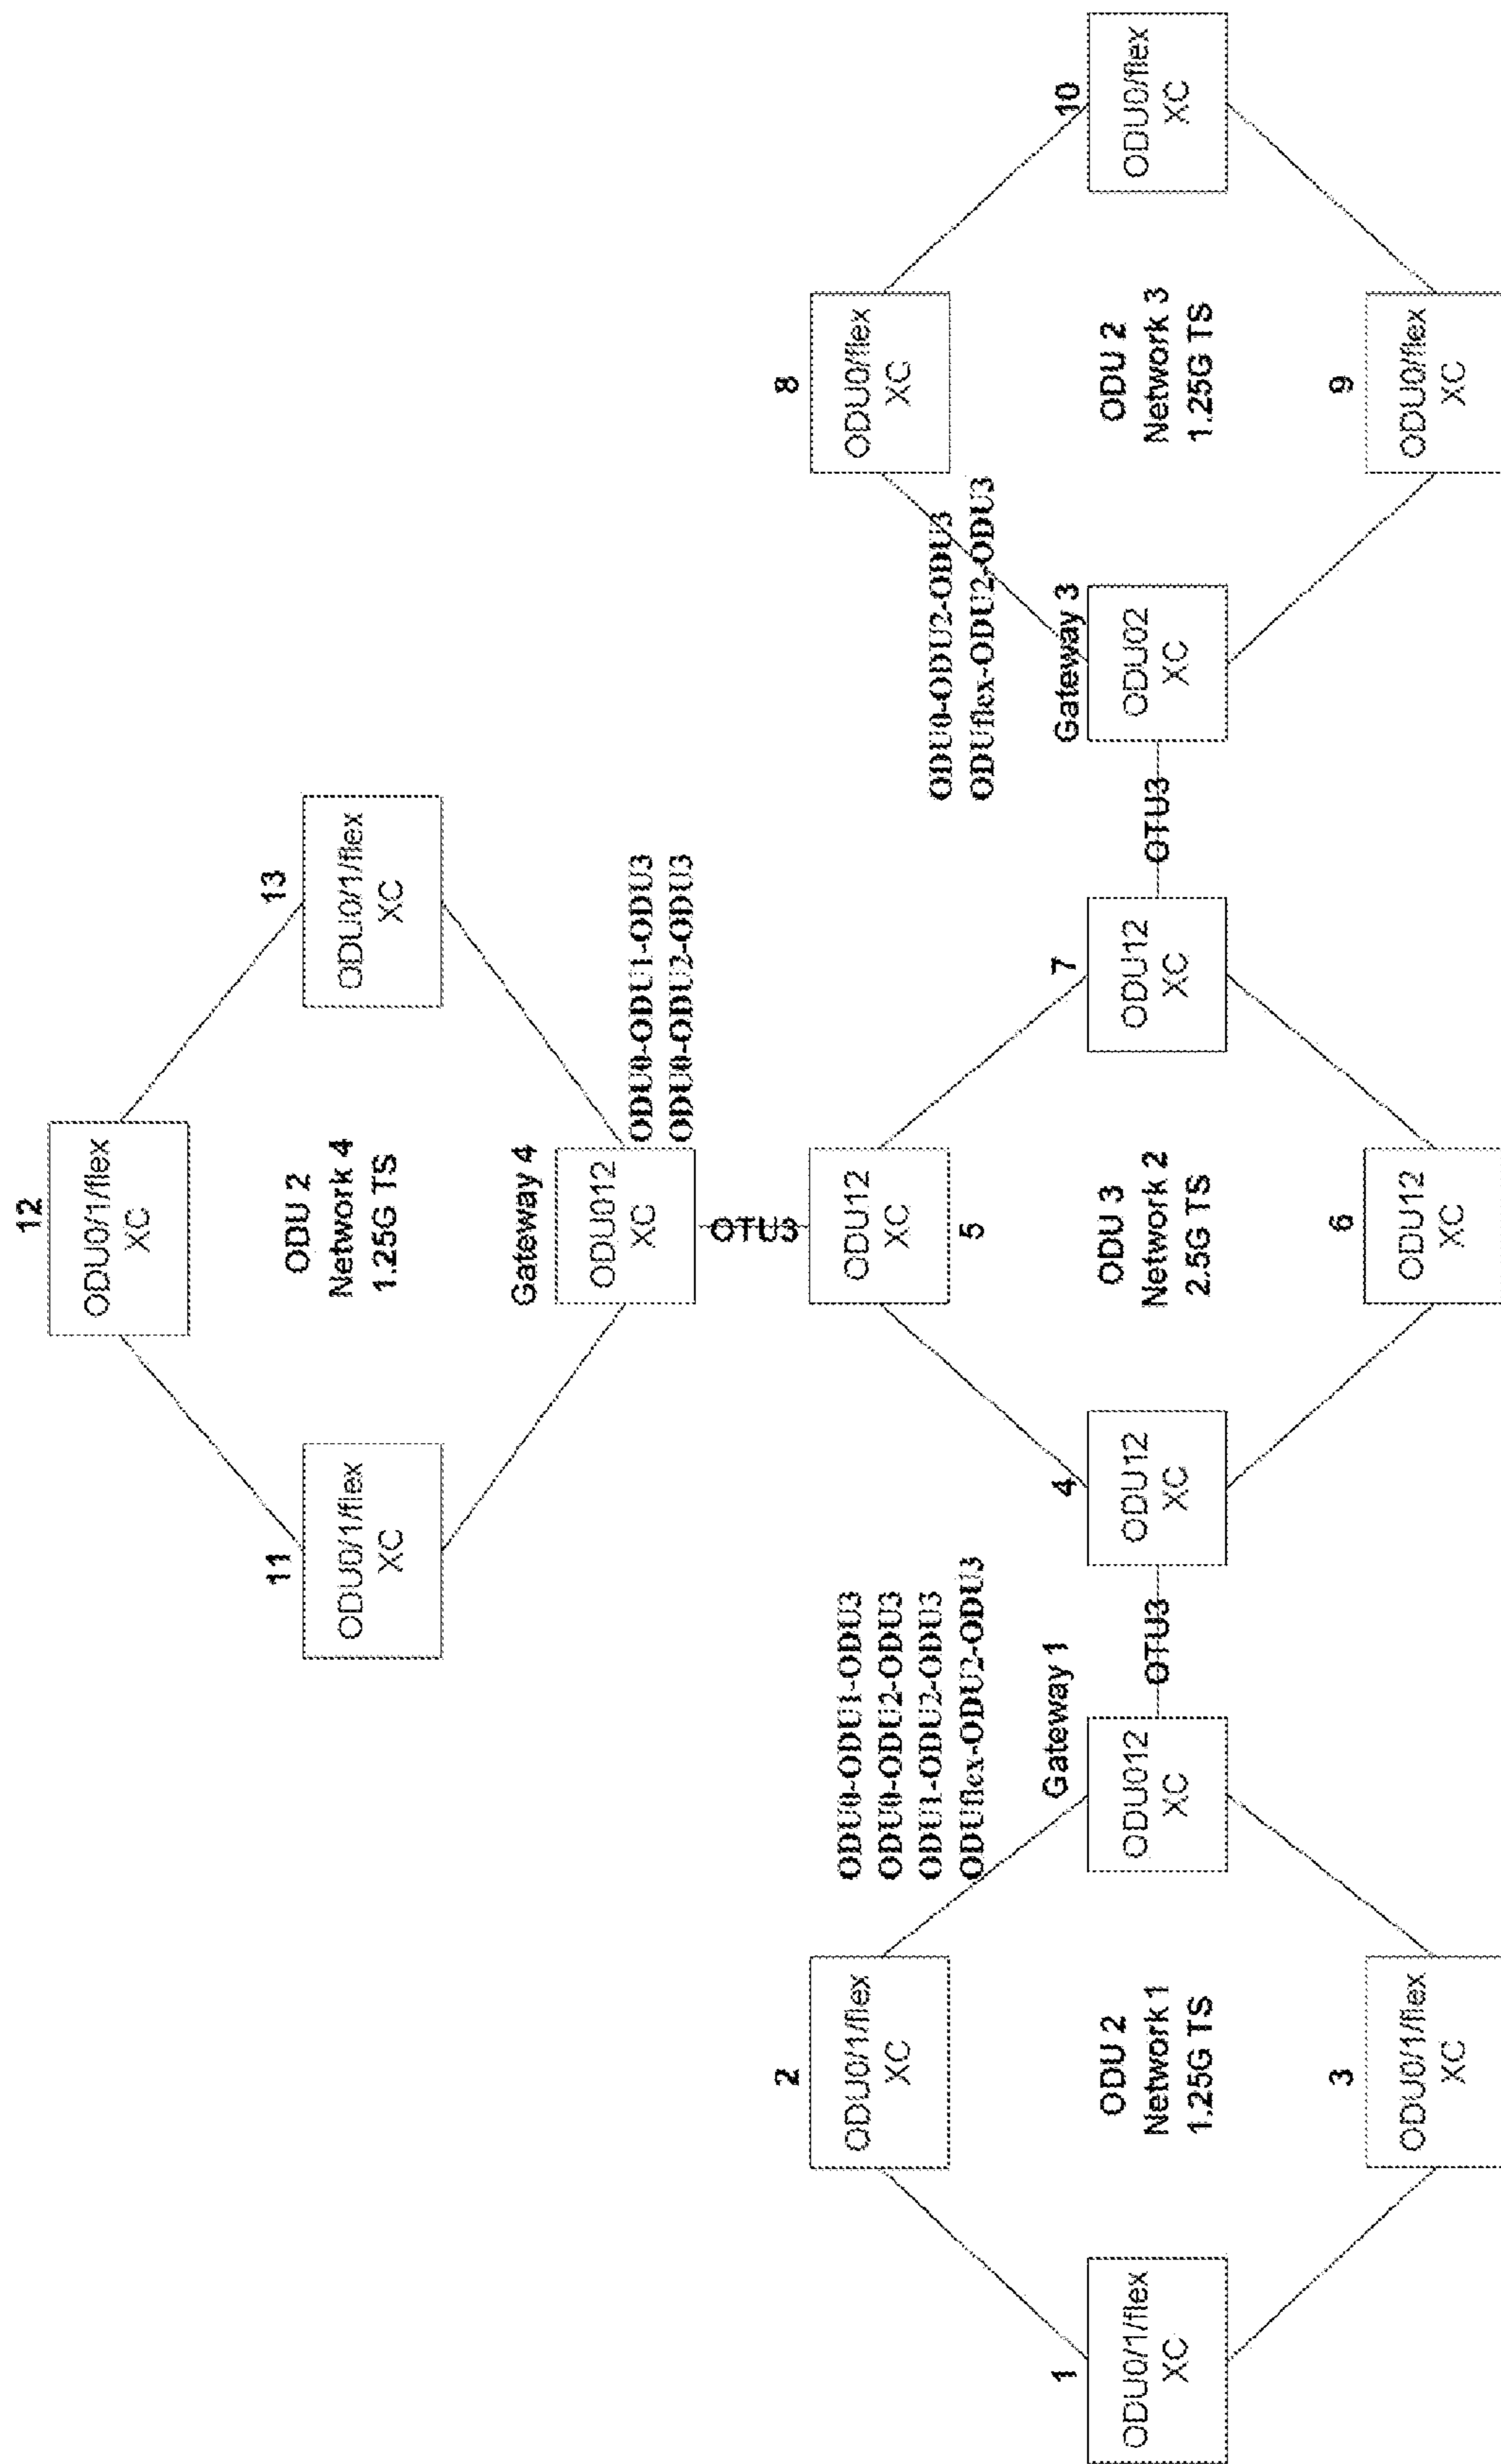 12
ODU0/1/flex
XC
11
ODU0/1/flex
XC
ODU 2
Network 4
1.25G TS
13
ODU0/1/flex
XC
Gateway 4
ODU012
XC
ODU0-ODU1-ODU3
ODU0-ODU2-ODU3
OTU3
2
ODU0/1/flex
XC
ODU0-ODU1-ODU3
ODU0-ODU2-ODU3
ODU1-ODU2-ODU3
ODUflex-ODU2-ODU3
1
ODU0/1/flex
XC
ODU 2
Network 1
1.25G TS
Gateway 1
ODU012
XC
OTU3
3
ODU0/1/flex
XC
ODU12
XC
5
4
ODU12
XC
ODU 3
Network 2
2.5G TS
7
ODU12
XC
6
ODU12
XC
OTU3
ODU0-ODU2-ODU3
ODUflex-ODU2-ODU3
Gateway 3
ODU02
XC
8
ODU0/flex
XC
ODU 2
Network 3
1.25G TS
10
ODU0/flex
XC
9
ODU0/flex
XC